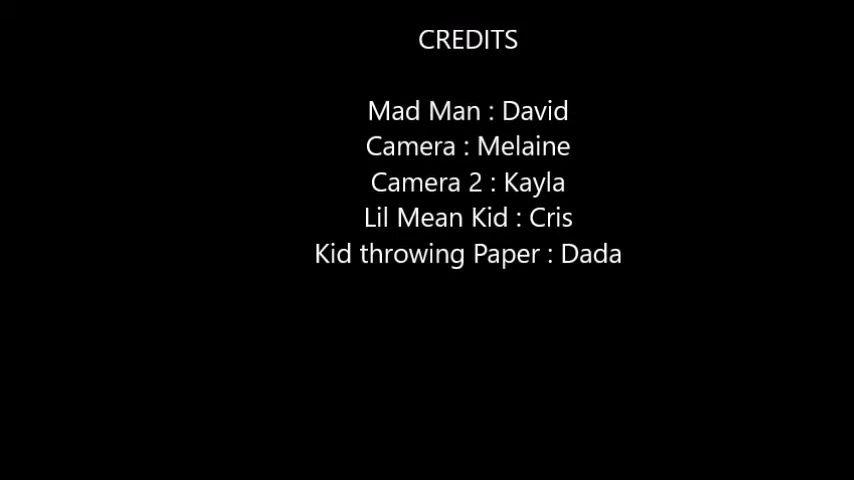 CREDITS
Mad Man : David
Camera : Melaine
Camera 2 : Kayla
Lil Mean Kid : Cris
Kid throwing Paper : Dada